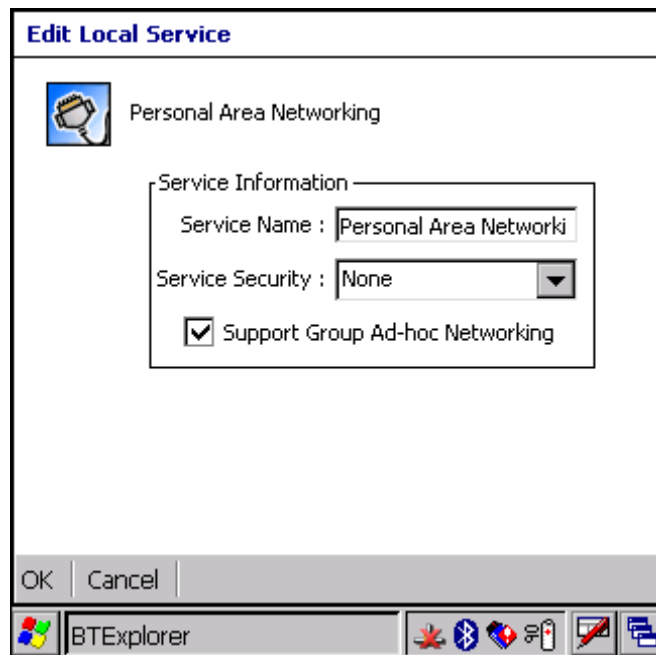 Edit Local Service
Personal Area Networking
Service Information
Service Name : Personal Area Networki
Service Security : None
Support Group Ad-hoc Networking
OK Cancel
BTExplorer